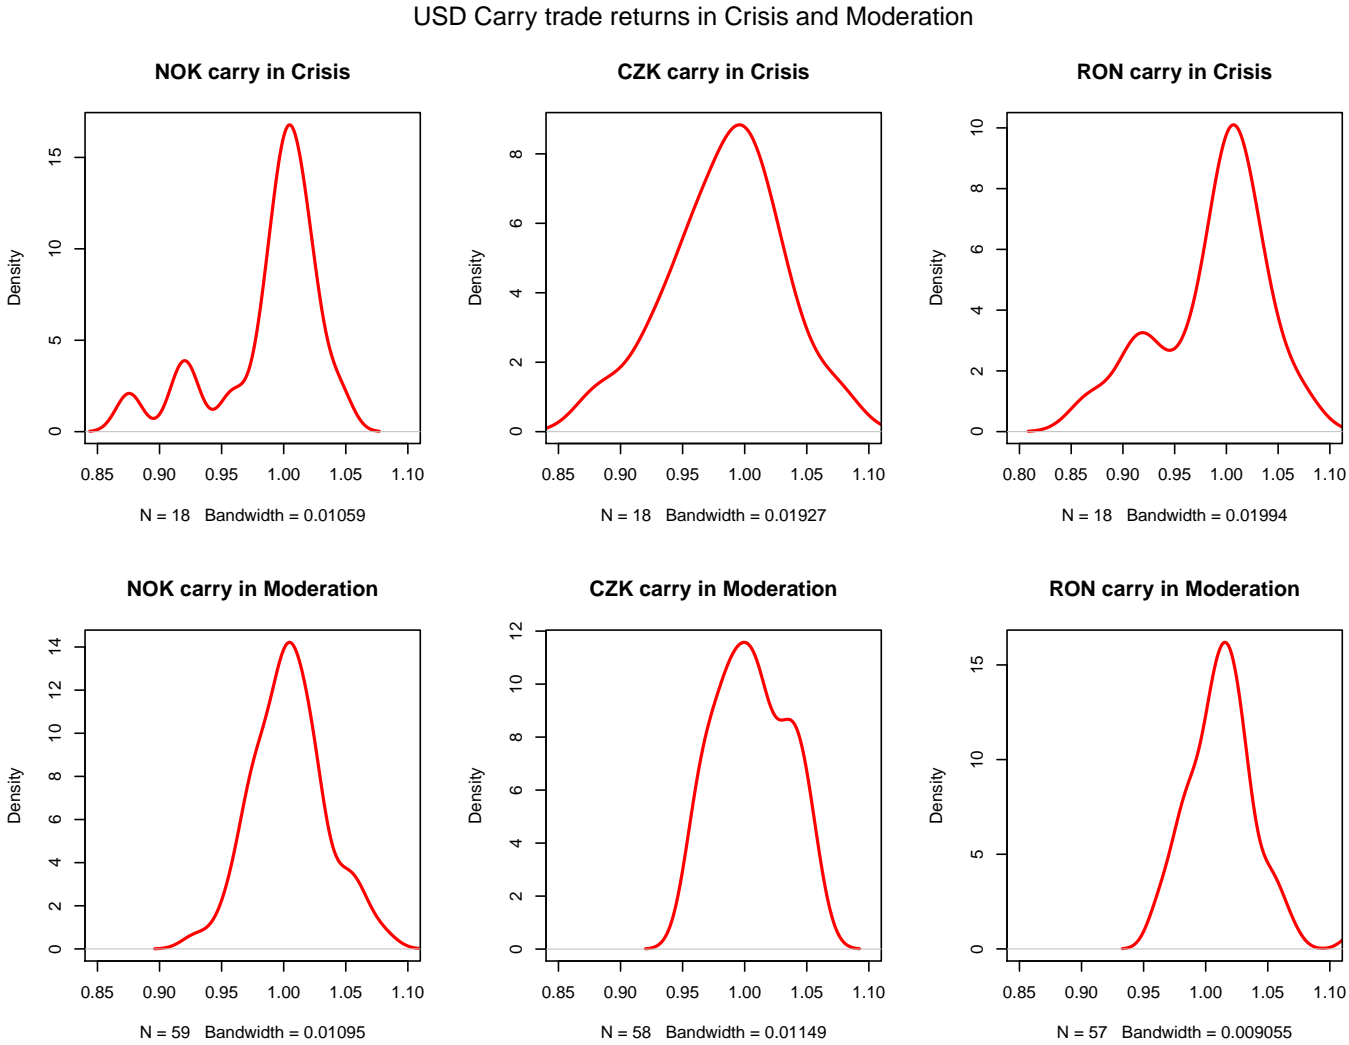 USD Carry trade returns in Crisis and Moderation
NOK carry in Crisis
Density
0 5 10 15
0.85 0.90 0.95 1.00 1.05 1.10
N = 18 Bandwidth = 0.01059
CZK carry in Crisis
Density
0 2 4 6 8
0.85 0.90 0.95 1.00 1.05 1.10
N = 18 Bandwidth = 0.01927
RON carry in Crisis
Density
0 2 4 6 8 10
0.80 0.85 0.90 0.95 1.00 1.05 1.10
N = 18 Bandwidth = 0.01994
NOK carry in Moderation
Density
0 2 4 6 8 10 12 14
0.85 0.90 0.95 1.00 1.05 1.10
N = 59 Bandwidth = 0.01095
CZK carry in Moderation
Density
0 2 4 6 8 10 12
0.85 0.90 0.95 1.00 1.05 1.10
N = 58 Bandwidth = 0.01149
RON carry in Moderation
Density
0 5 10 15
0.85 0.90 0.95 1.00 1.05 1.10
N = 57 Bandwidth = 0.009055